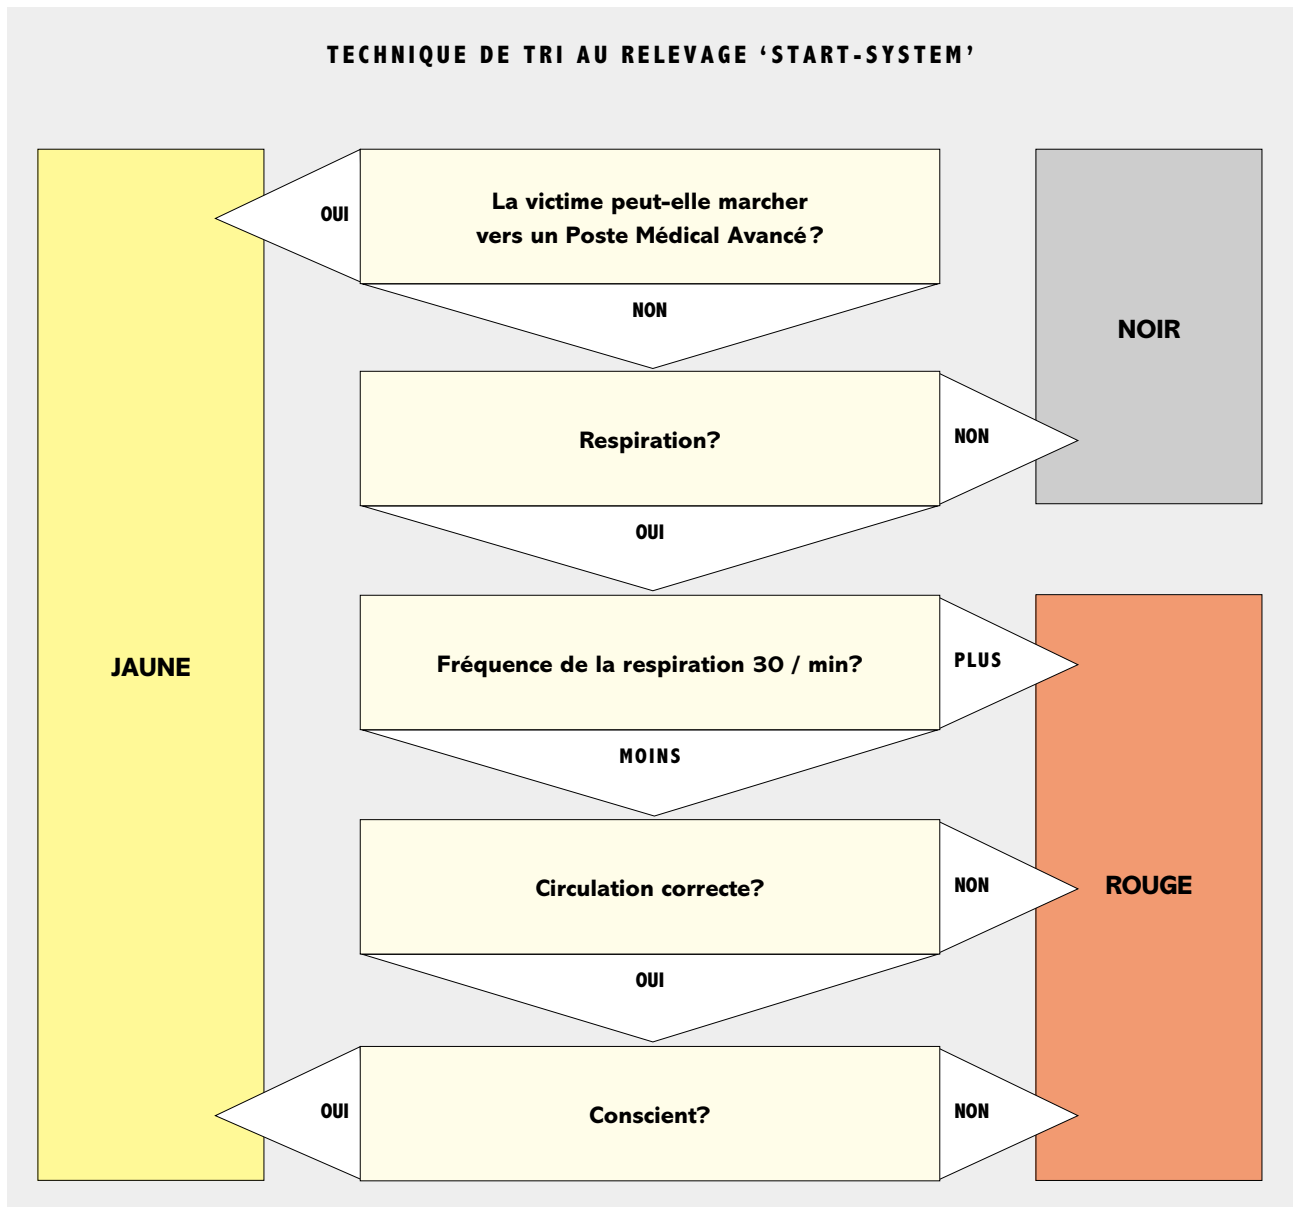 TECHNIQUE DE TRI AU RELEVAGE ‘START-SYSTEM’
La victime peut-elle marcher
vers un Poste Médical Avancé?
OUI
NON
NOIR
Respiration?
NON
OUI
JAUNE
Fréquence de la respiration 30 / min?
PLUS
MOINS
Circulation correcte?
NON
ROUGE
OUI
OUI
Conscient?
NON